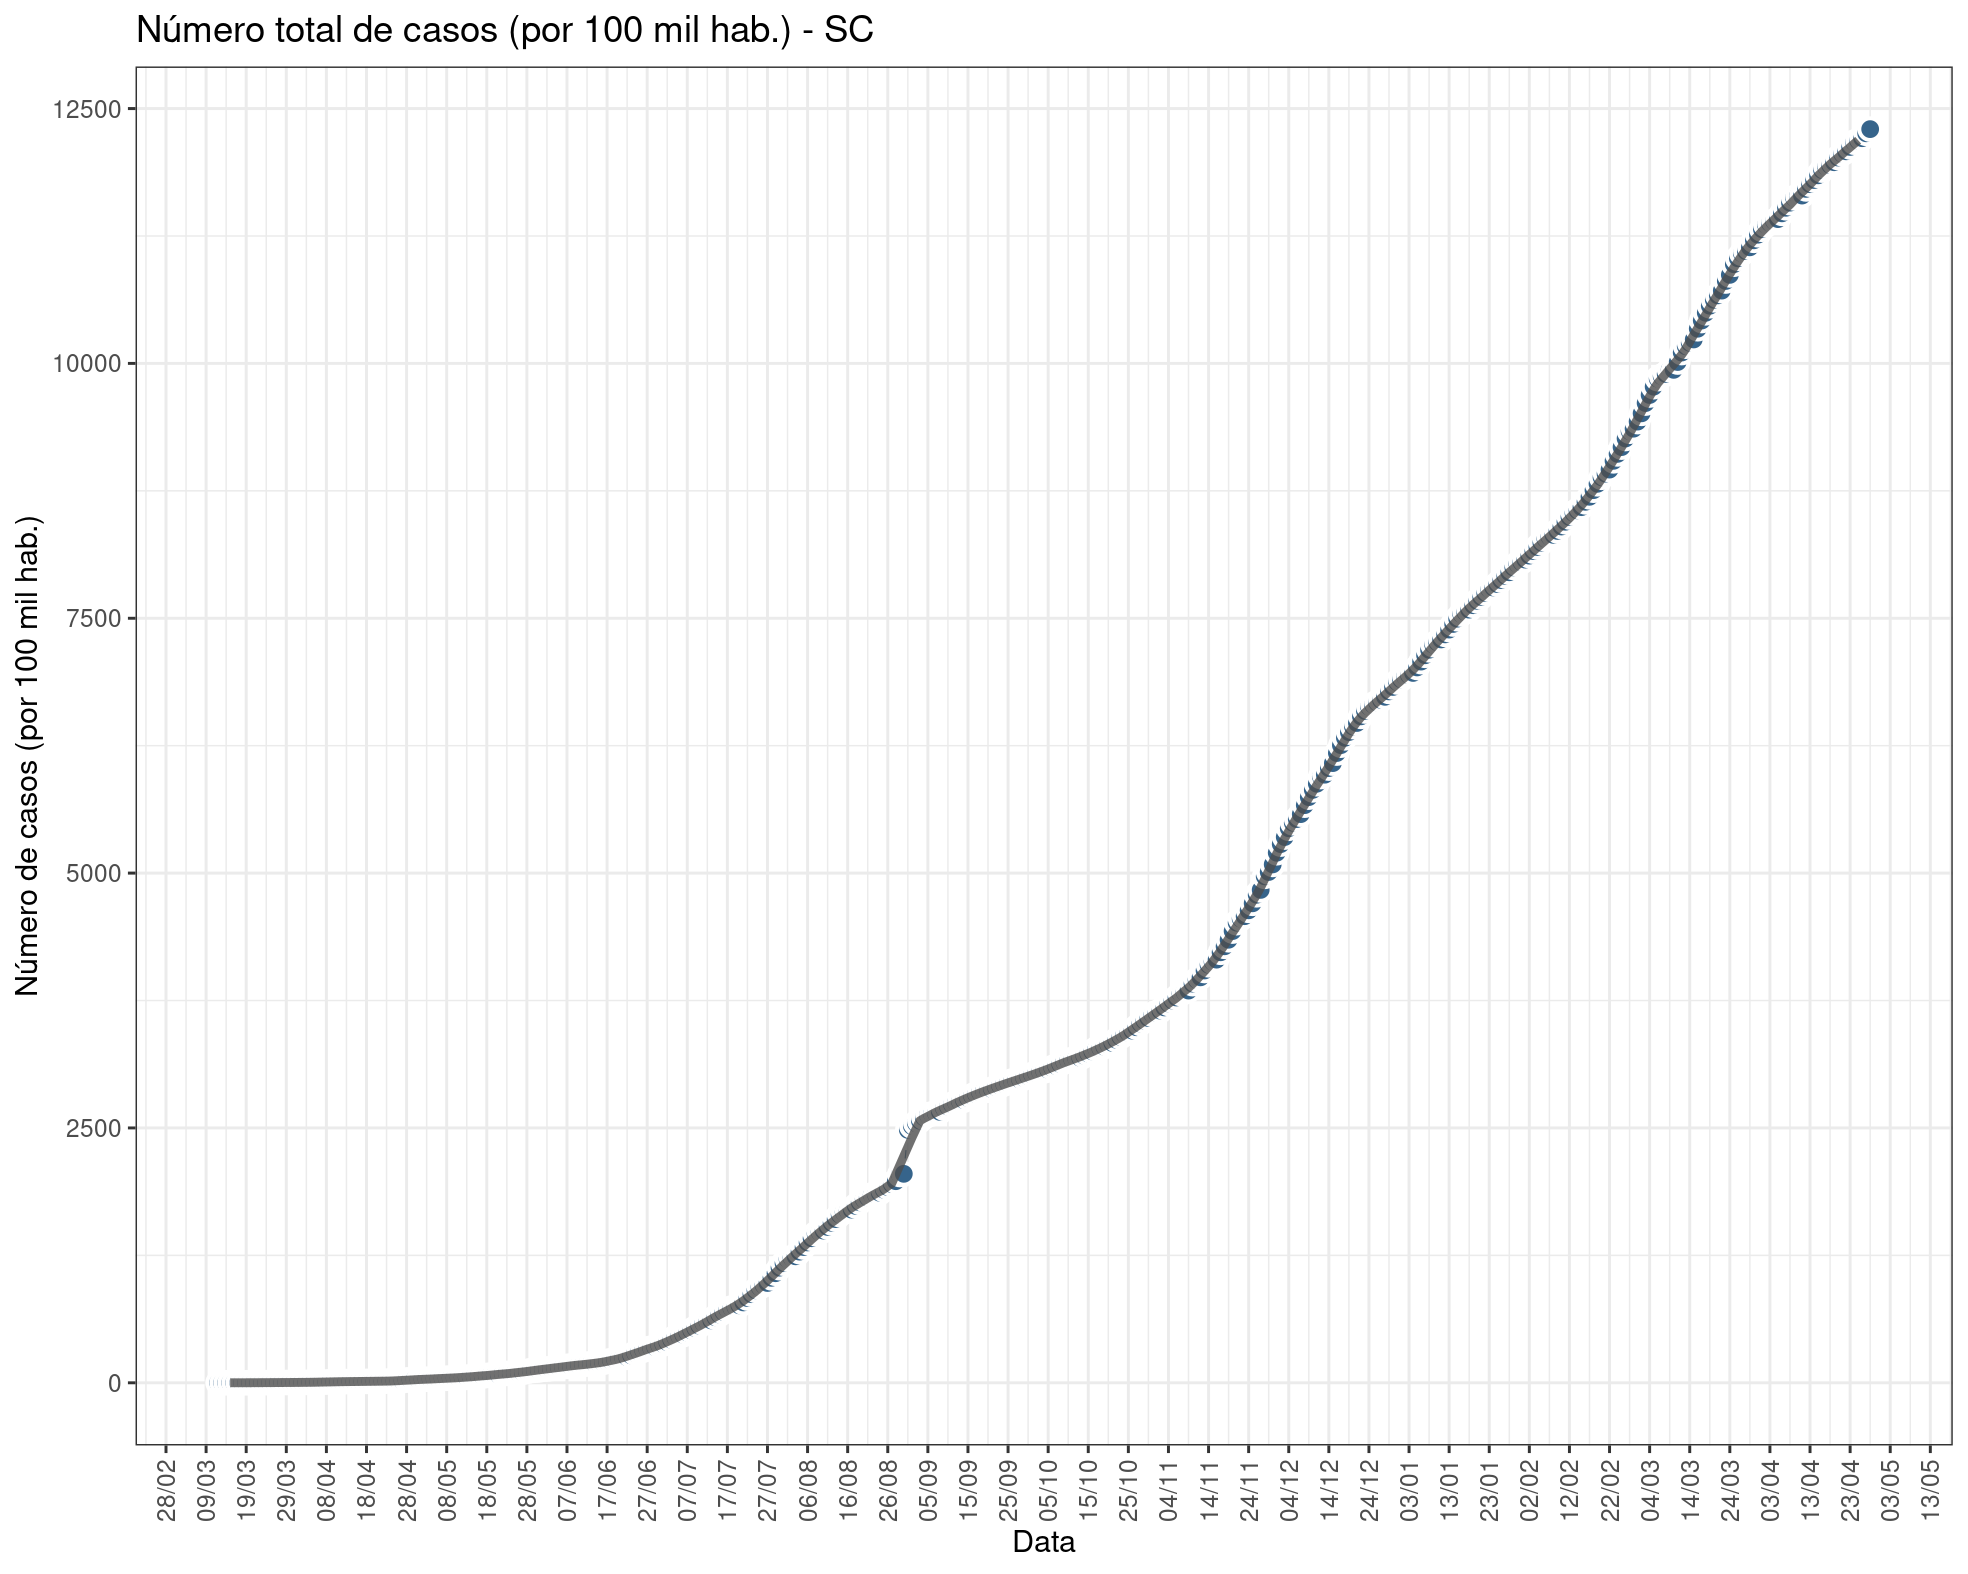 Número total de casos (por 100 mil hab.) - SC
Número de casos (por 100 mil hab.)
12500
10000
7500
5000
2500
0
28/02 09/03 19/03 29/03 08/04 18/04 28/04 08/05 18/05 28/05 07/06 17/06 27/06 07/07 17/07 27/07 06/08 16/08 26/08 05/09 15/09 25/09 05/10 15/10 25/10 04/11 14/11 24/11 04/12 14/12 24/12 03/01 13/01 23/01 02/02 12/02 22/02 04/03 14/03 24/03 03/04 13/04 23/04 03/05 13/05
Data